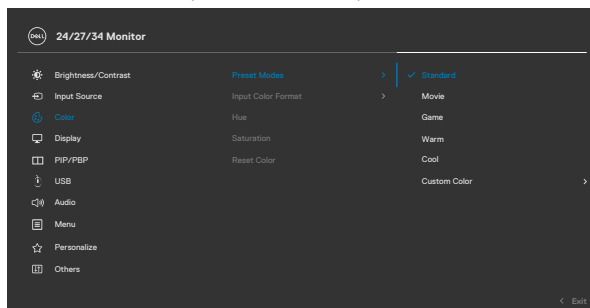 DELL 24/27/34 Monitor
Brightness/Contrast Preset Modes > ✓ Standard
Input Source Input Color Format > Movie
Color Hue Game
Display Saturation Warm
PIP/PBP Reset Color Cool
USB Custom Color >
Audio
Menu
Personalize
Others
< Exit